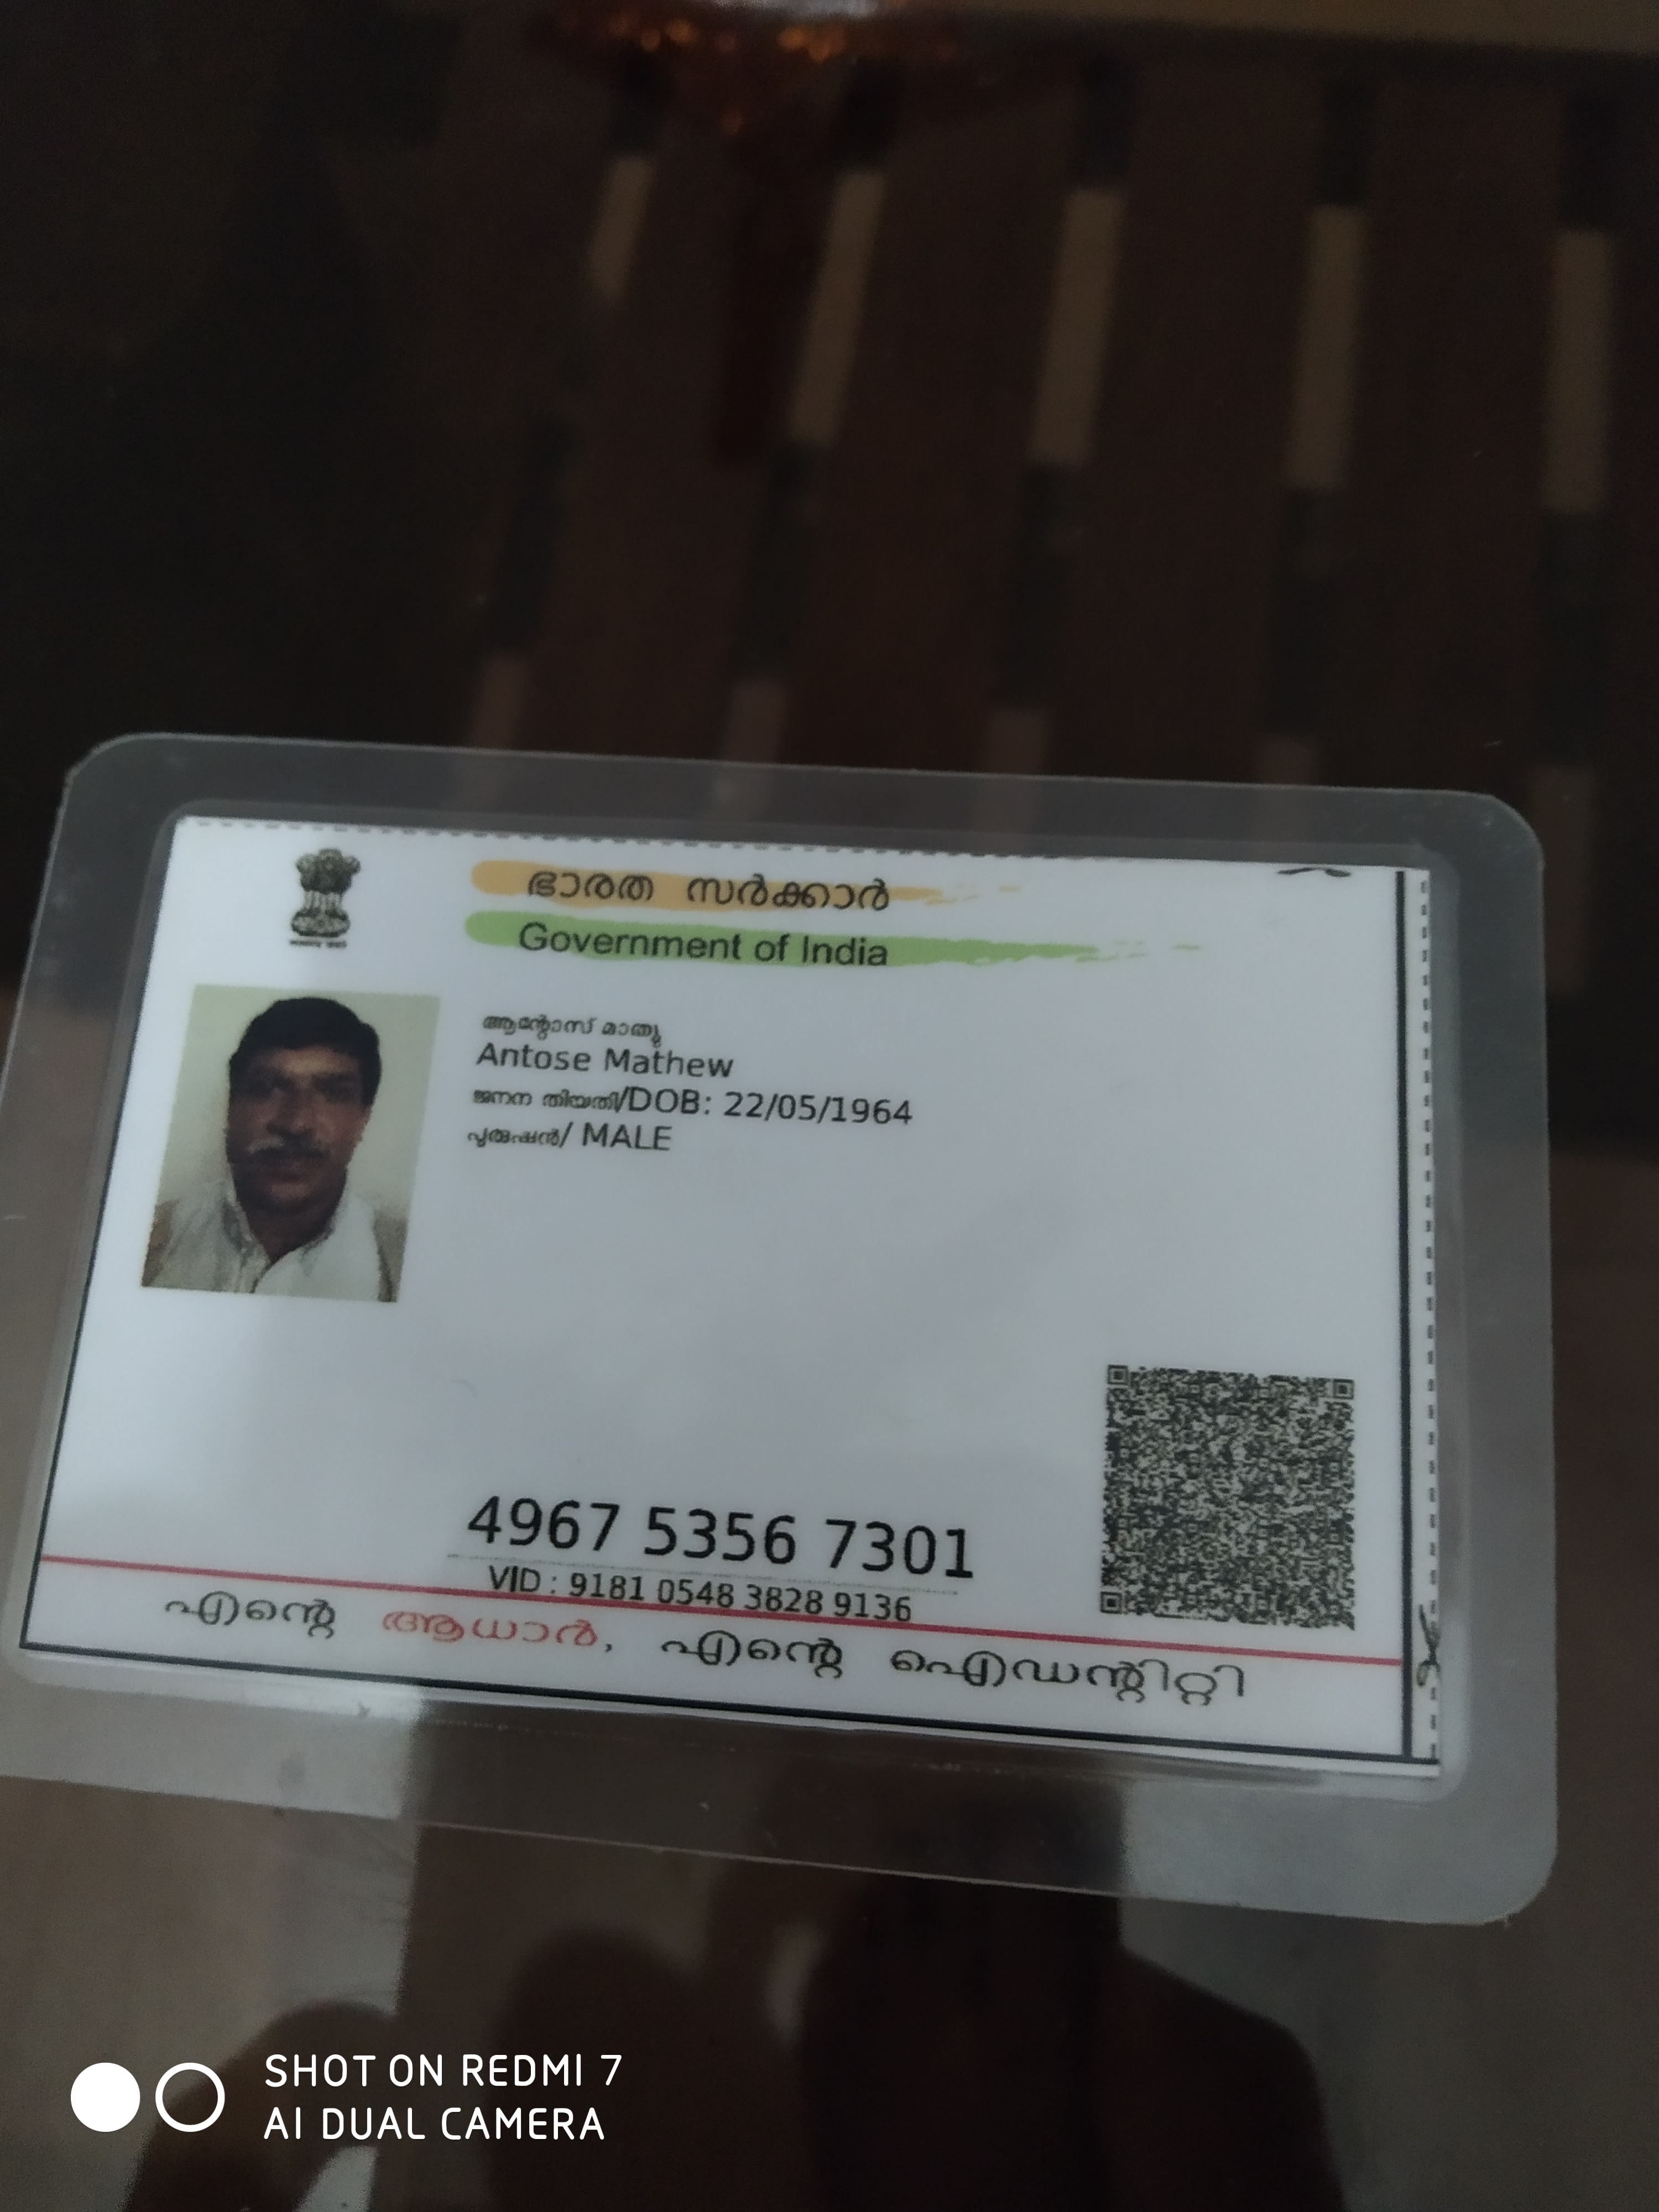 ഭാരത സർക്കാർ
Government of India
ആന്റോസ് മാത്യൂ
Antose Mathew
ജനന തിയതി/DOB: 22/05/1964
പുരുഷൻ/ MALE
4967 5356 7301
VID : 9181 0548 3828 9136
എന്റെ ആധാർ, എന്റെ ഐഡന്റിറ്റി
SHOT ON REDMI 7
AI DUAL CAMERA